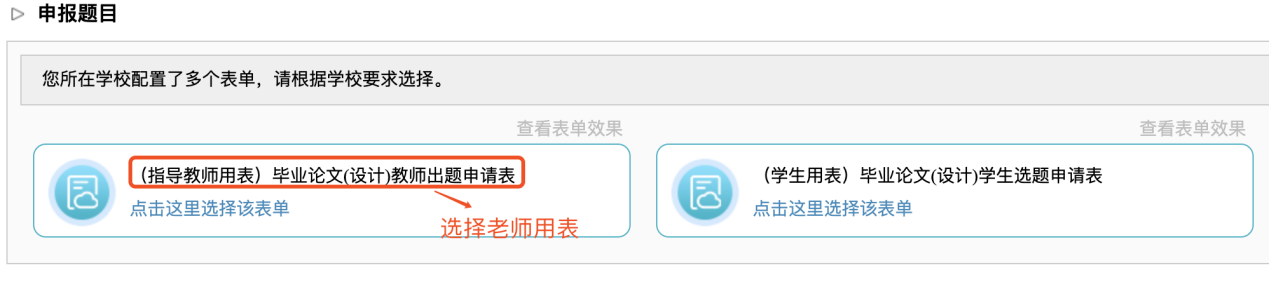 申报题目
您所在学校配置了多个表单，请根据学校要求选择。
查看表单效果
（指导教师用表）毕业论文(设计)教师出题申请表
点击这里选择该表单
选择老师用表
查看表单效果
（学生用表）毕业论文(设计)学生选题申请表
点击这里选择该表单